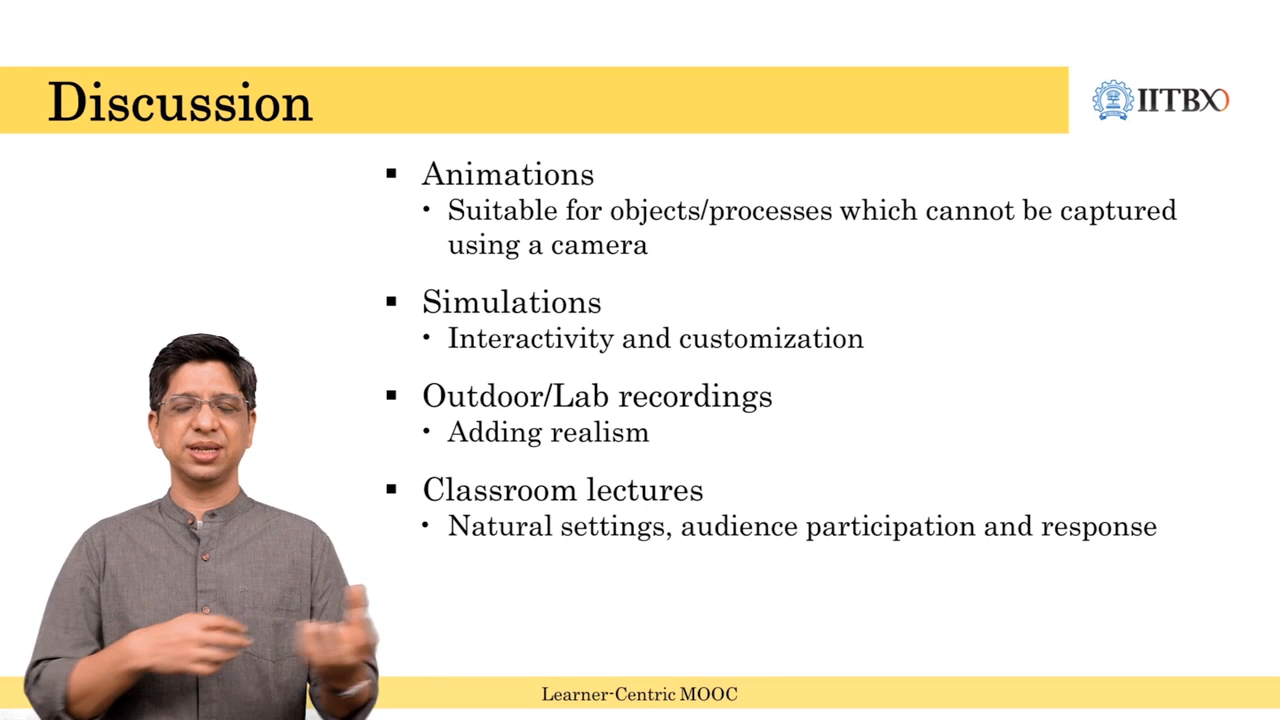 Discussion
IITBX
▪ Animations
• Suitable for objects/processes which cannot be captured
using a camera
▪ Simulations
• Interactivity and customization
▪ Outdoor/Lab recordings
• Adding realism
▪ Classroom lectures
• Natural settings, audience participation and response
Learner-Centric MOOC